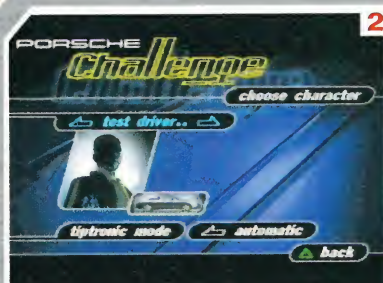 2
PORSCHE
Challenge
choose character
test driver..
tiptronic mode
automatic
back